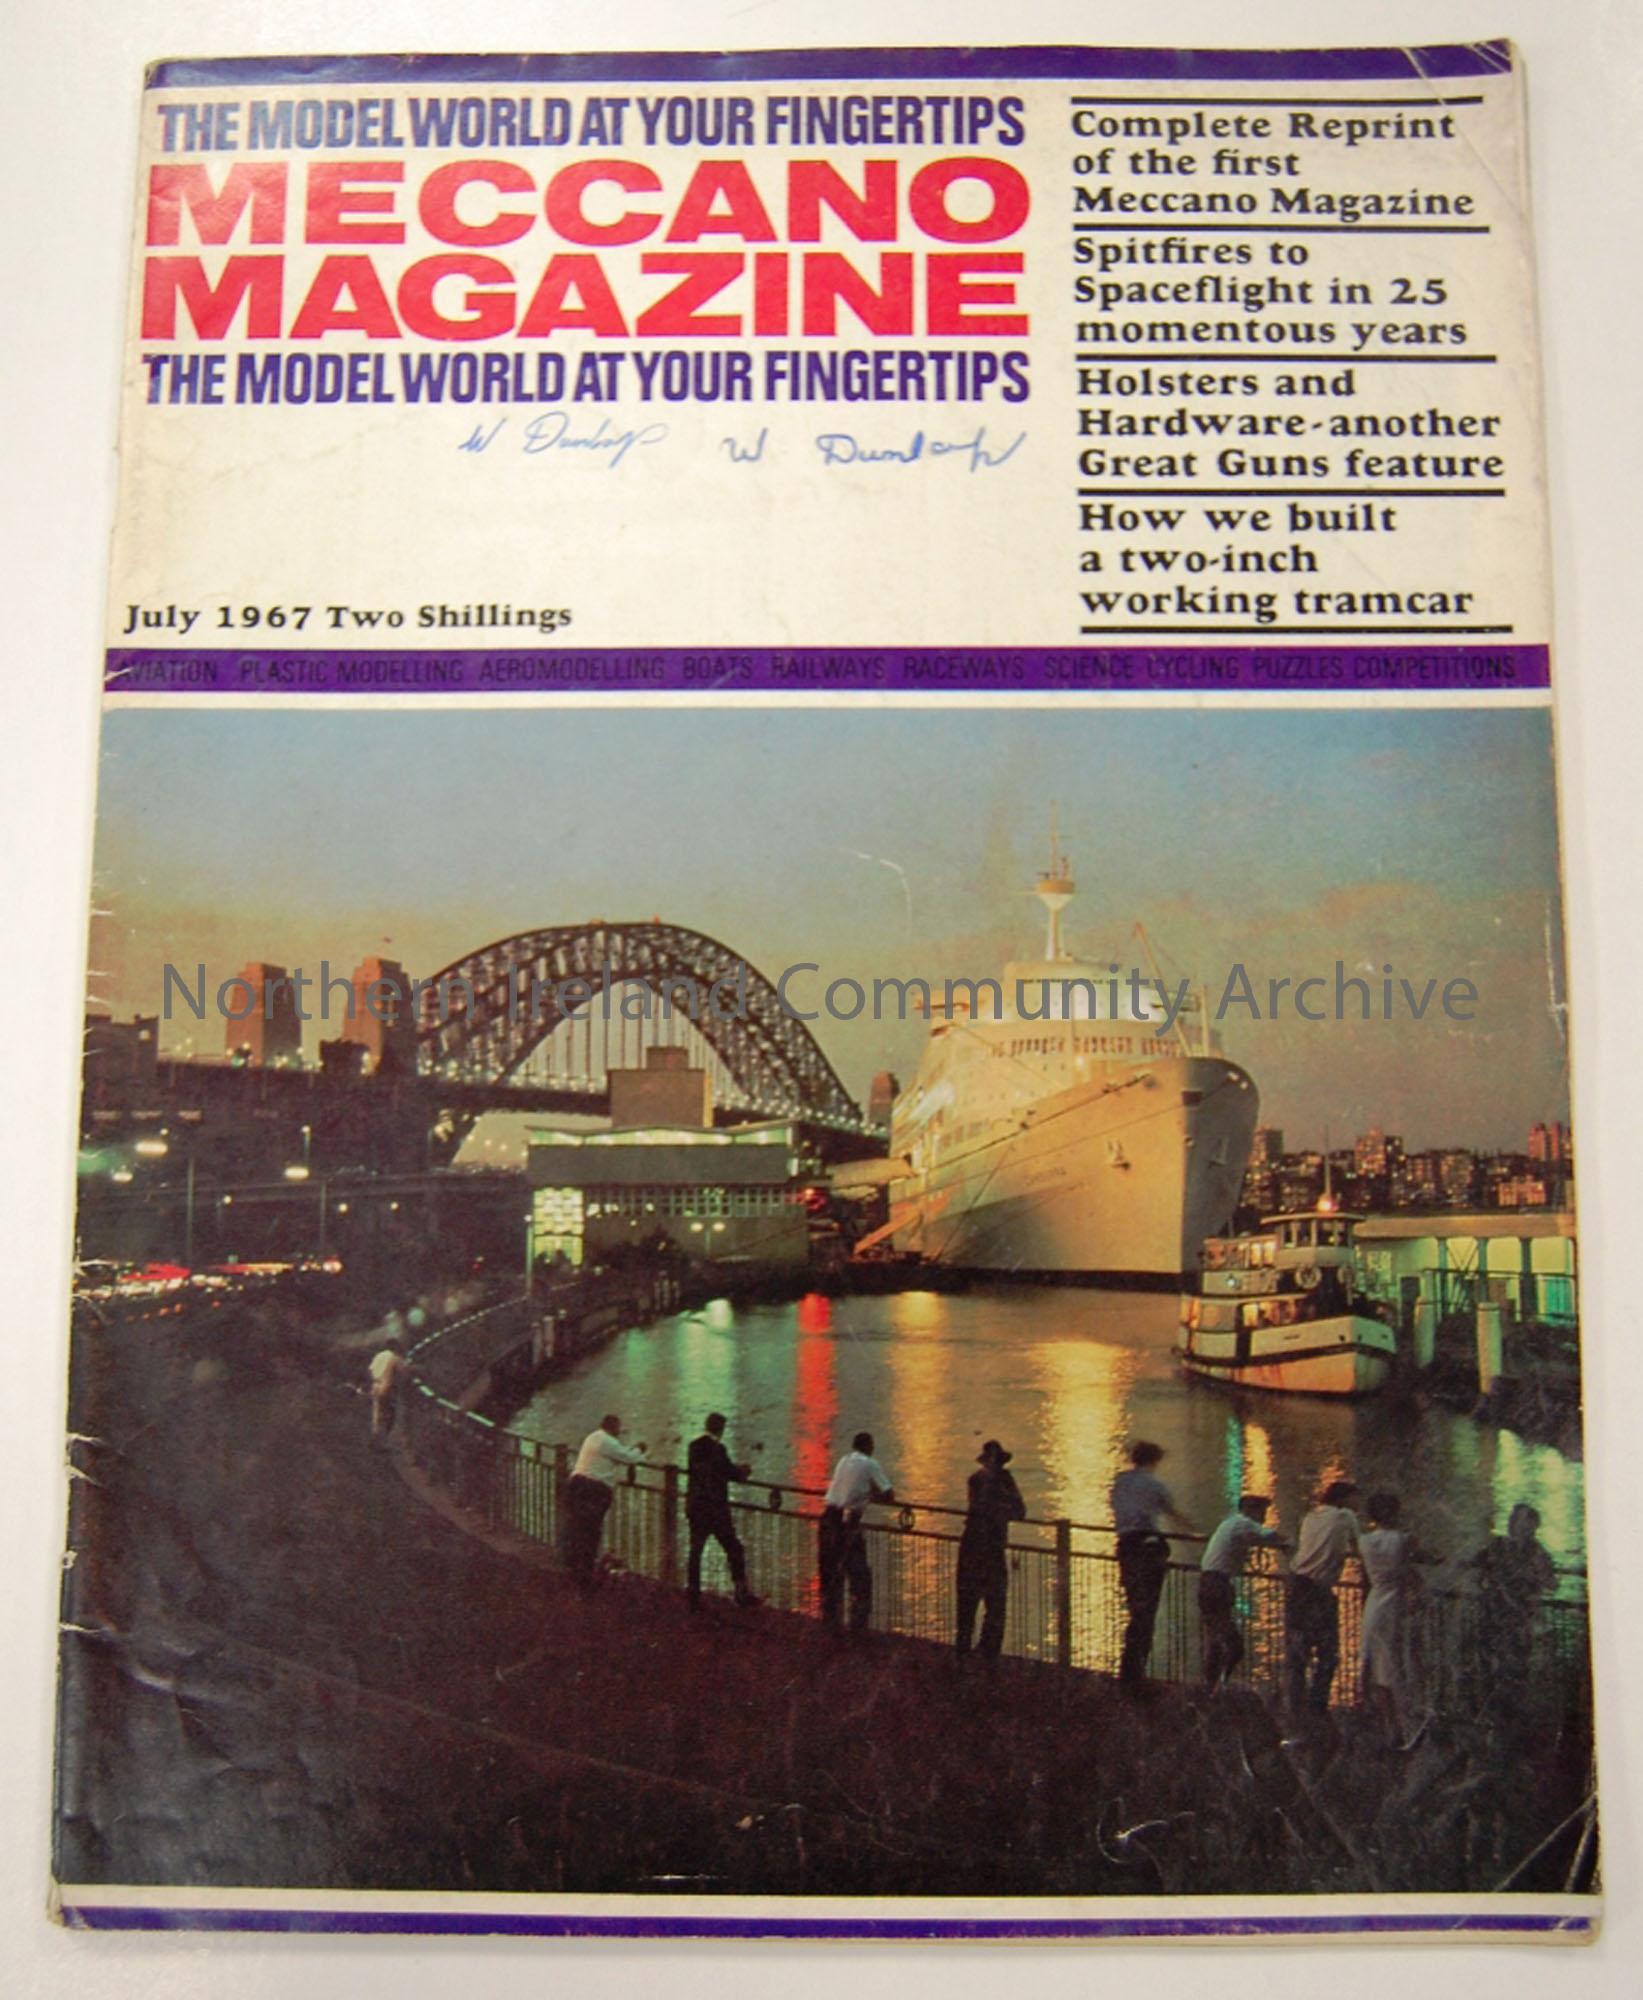 THE MODEL WORLD AT YOUR FINGERTIPS
MECCANO
MAGAZINE
THE MODEL WORLD AT YOUR FINGERTIPS
W Dunlop W Dunlop
July 1967 Two Shillings
Complete Reprint
of the first
Meccano Magazine
Spitfires to
Spaceflight in 25
momentous years
Holsters and
Hardware-another
Great Guns feature
How we built
a two-inch
working tramcar
AVIATION PLASTIC MODELLING AEROMODELLING BOATS RAILWAYS RACEWAYS SCIENCE CYCLING PUZZLES COMPETITIONS
Northern Ireland Community Archive